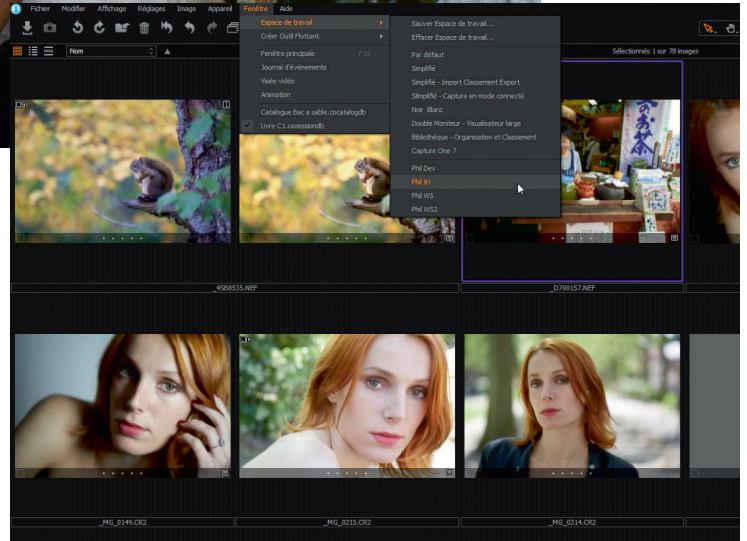 Fichier Modifier Affichage Réglages Image Appareil Fenêtre Aide
Espace de travail
Créer Outil Flottant
Fenêtre principale F10
Journal d'événements
Visée vidéo
Animation
Catalogue Bac a sable.cocatalogdb
Livre C1.cosessiondb
Sauver Espace de travail...
Effacer Espace de travail...
Par défaut
Simplifié
Simplifié - Import Classement Export
Silmplifié - Capture en mode connecté
Noir Blanc
Double Moniteur - Visualisateur large
Bibliothèque - Organisation et Classement
Capture One 7
Phil Dev
Phil tri
Phil WS
Phil WS2
Nom
Sélectionnés 1 sur 78 images
お茶
_4SB8535.NEF
_D700157.NEF
_MG_0149.CR2
_MG_0215.CR2
_MG_0314.CR2